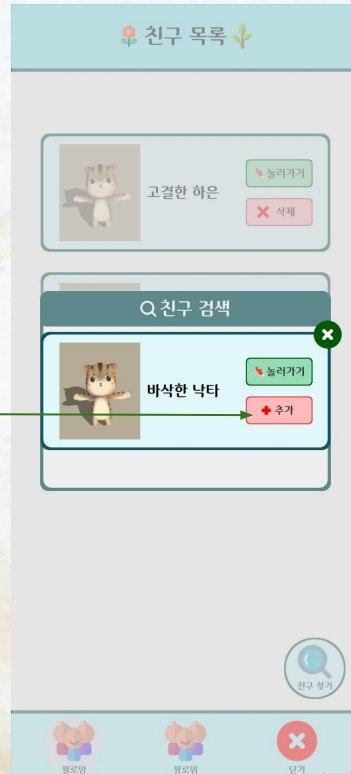 친구 목록
고결한 하은
놀러가기
삭제
친구 검색
바삭한 낙타
놀러가기
추가
친구 찾기
팔로잉
팔로워
닫기